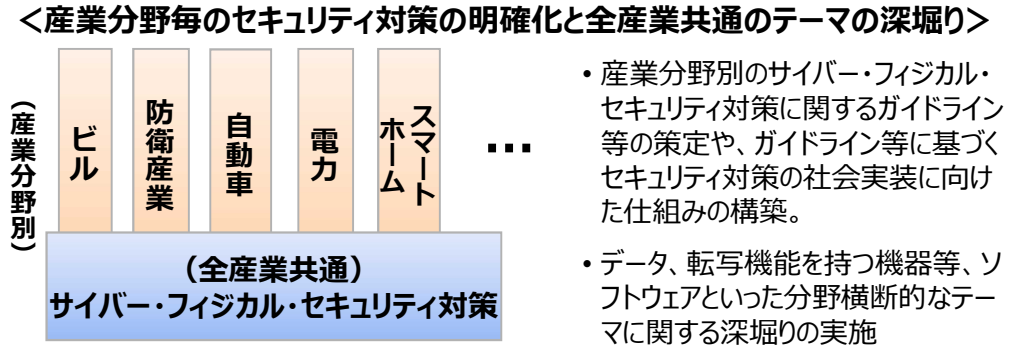 ＜産業分野毎のセキュリティ対策の明確化と全産業共通のテーマの深堀り＞
（産業分野別）
ビル
防衛産業
自動車
電力
スマート
ホーム
…
（全産業共通）
サイバー・フィジカル・セキュリティ対策
• 産業分野別のサイバー・フィジカル・
セキュリティ対策に関するガイドライン
等の策定や、ガイドライン等に基づく
セキュリティ対策の社会実装に向け
た仕組みの構築。
• データ、転写機能を持つ機器等、ソ
フトウェアといった分野横断的なテー
マに関する深堀りの実施